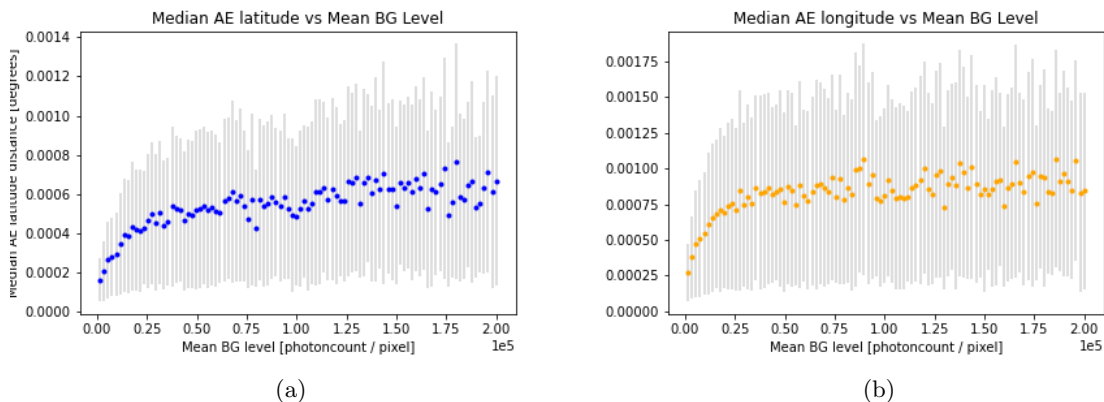 Median AE latitude vs Mean BG Level
Median AE latitude distance [degrees]
0.0014
0.0012
0.0010
0.0008
0.0006
0.0004
0.0002
0.0000
0.00 0.25 0.50 0.75 1.00 1.25 1.50 1.75 2.00
1e5
Mean BG level [photoncount / pixel]
(a)
Median AE longitude vs Mean BG Level
0.00175
0.00150
0.00125
0.00100
0.00075
0.00050
0.00025
0.00000
0.00 0.25 0.50 0.75 1.00 1.25 1.50 1.75 2.00
1e5
Mean BG level [photoncount / pixel]
(b)